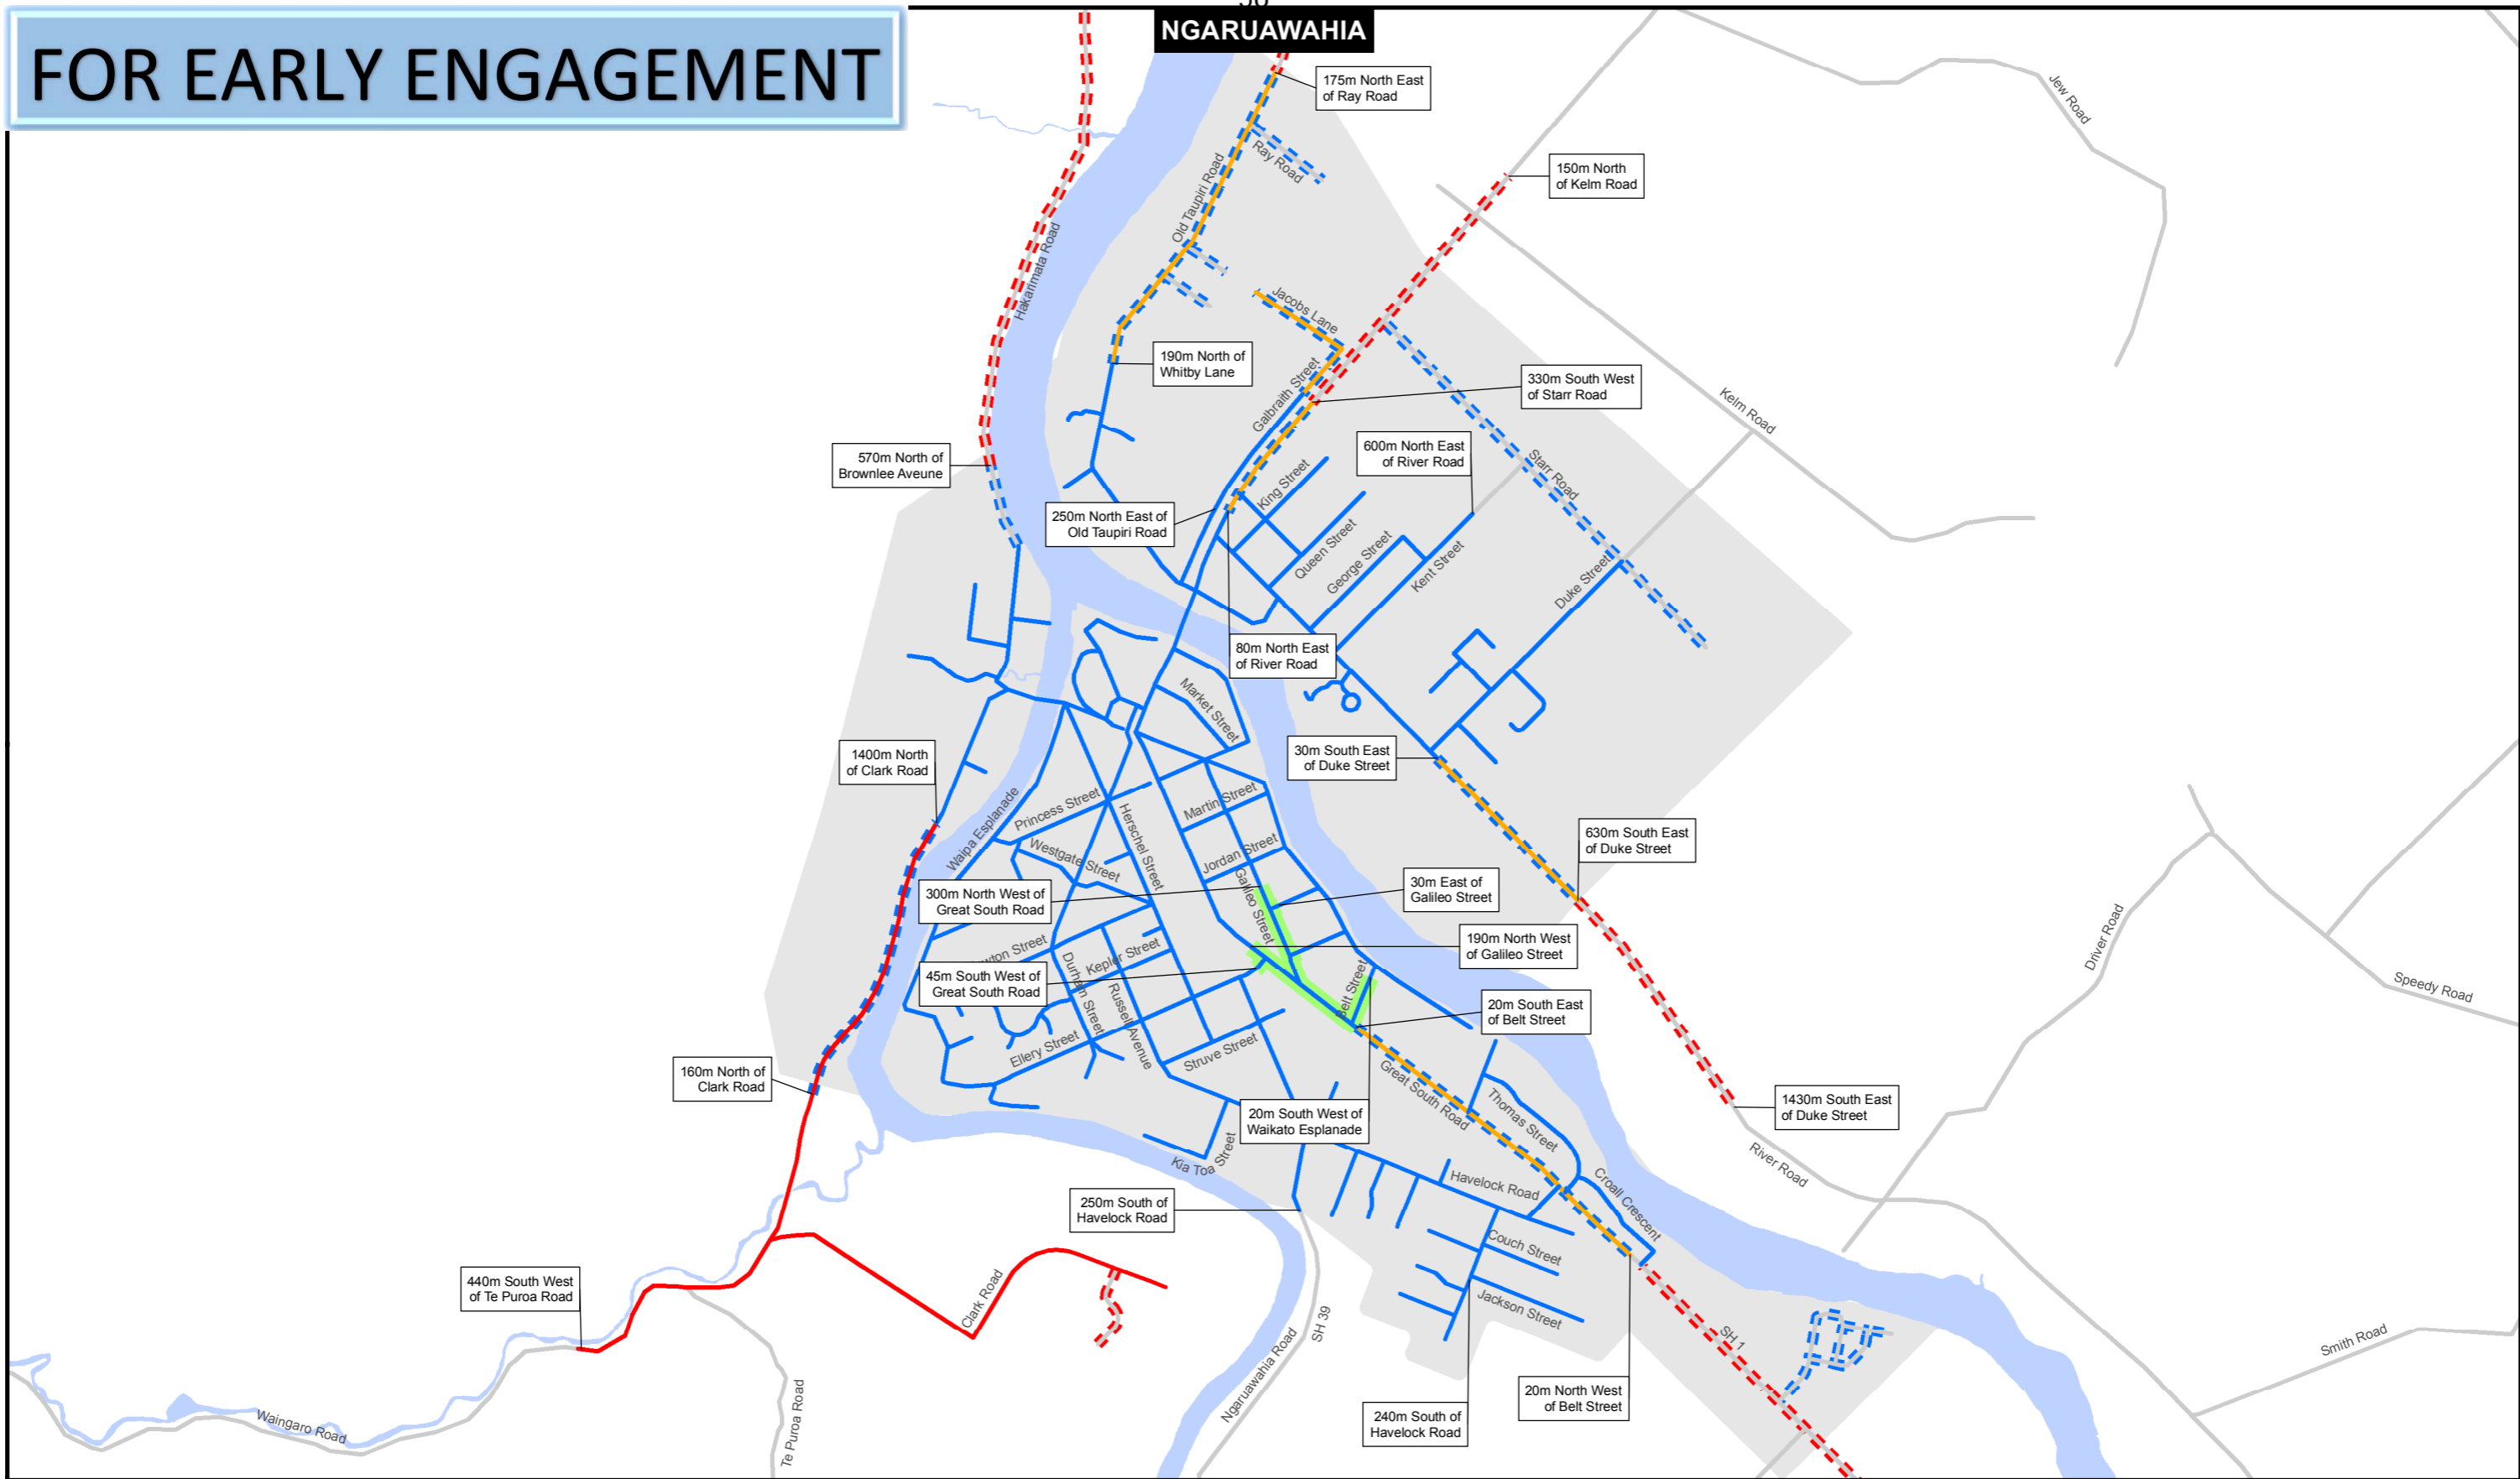 FOR EARLY ENGAGEMENT
NGARUAWAHIA
175m North East
of Ray Road
Jew Road
Ray Road
Old Taupiri Road
150m North
of Kelm Road
Hakarimata Road
Jacobs Lane
190m North of
Whitby Lane
Galbraith Street
330m South West
of Starr Road
Kelm Road
570m North of
Brownlee Aveune
600m North East
of River Road
Starr Road
King Street
250m North East of
Old Taupiri Road
Queen Street
George Street
Kent Street
Duke Street
80m North East
of River Road
Market Street
1400m North
of Clark Road
30m South East
of Duke Street
Waipa Esplanade
Princess Street
Herschel Street
Martin Street
Westgate Street
Jordan Street
630m South East
of Duke Street
300m North West of
Great South Road
Galileo Street
30m East of
Galileo Street
190m North West
of Galileo Street
Driver Road
Speedy Road
Kepler Street
45m South West of
Great South Road
Durham Street
Russell Avenue
Belt Street
20m South East
of Belt Street
Ellery Street
Struve Street
160m North of
Clark Road
Great South Road
Thomas Street
20m South West of
Waikato Esplanade
1430m South East
of Duke Street
River Road
Kia Toa Street
Havelock Road
Croall Crescent
250m South of
Havelock Road
Couch Street
440m South West
of Te Puroa Road
Clark Road
Jackson Street
SH 39
SH 1
Smith Road
Ngaruawahia Road
20m North West
of Belt Street
240m South of
Havelock Road
Waingaro Road
Te Puroa Road